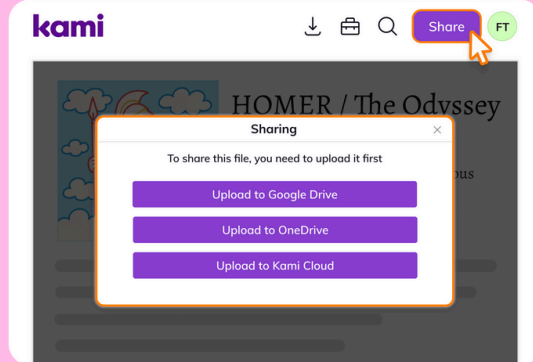 kami
Share
FT
HOMER / The Odyssey
Sharing
To share this file, you need to upload it first
Upload to Google Drive
Upload to OneDrive
Upload to Kami Cloud